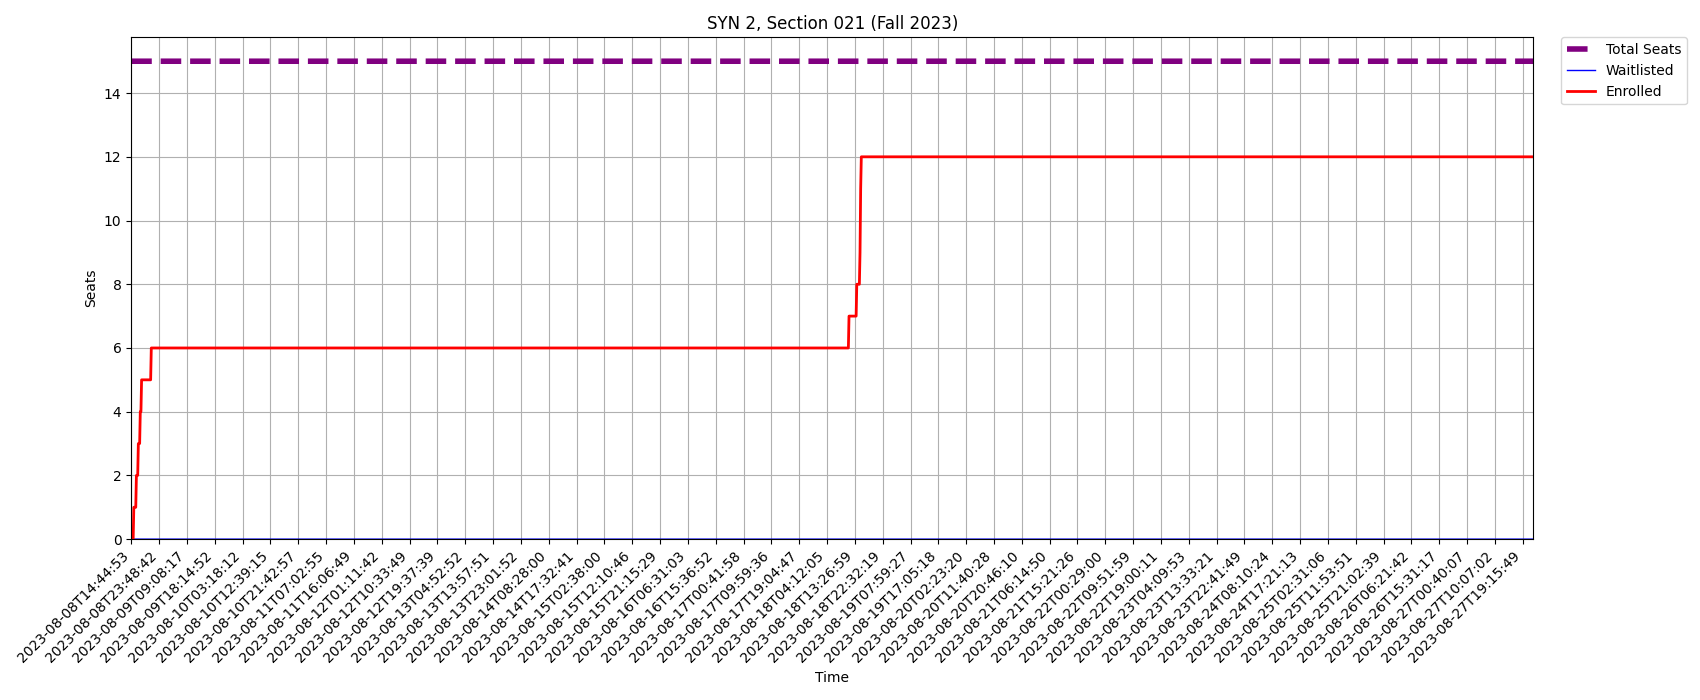 SYN 2, Section 021 (Fall 2023)
Total Seats
Waitlisted
Enrolled
Seats
14
12
10
8
6
4
2
0
2023-08-08T14:44:53
2023-08-08T23:48:42
2023-08-09T09:08:17
2023-08-09T18:14:52
2023-08-10T03:18:12
2023-08-10T12:39:15
2023-08-10T21:42:57
2023-08-11T07:02:55
2023-08-11T16:06:49
2023-08-12T01:11:42
2023-08-12T10:33:49
2023-08-12T19:37:39
2023-08-13T04:52:52
2023-08-13T13:57:51
2023-08-13T23:01:52
2023-08-14T08:28:00
2023-08-14T17:32:41
2023-08-15T02:38:00
2023-08-15T12:10:46
2023-08-15T21:15:29
2023-08-16T06:31:03
2023-08-16T15:36:52
2023-08-17T00:41:58
2023-08-17T09:59:36
2023-08-17T19:04:47
2023-08-18T04:12:05
2023-08-18T13:26:59
2023-08-18T22:32:19
2023-08-19T07:59:27
2023-08-19T17:05:18
2023-08-20T02:23:20
2023-08-20T11:40:28
2023-08-20T20:46:10
2023-08-21T06:14:50
2023-08-21T15:21:26
2023-08-22T00:29:00
2023-08-22T09:51:59
2023-08-22T19:00:11
2023-08-23T04:09:53
2023-08-23T13:33:21
2023-08-23T22:41:49
2023-08-24T08:10:24
2023-08-24T17:21:13
2023-08-25T02:31:06
2023-08-25T11:53:51
2023-08-25T21:02:39
2023-08-26T06:21:42
2023-08-26T15:31:17
2023-08-27T00:40:07
2023-08-27T10:07:02
2023-08-27T19:15:49
Time